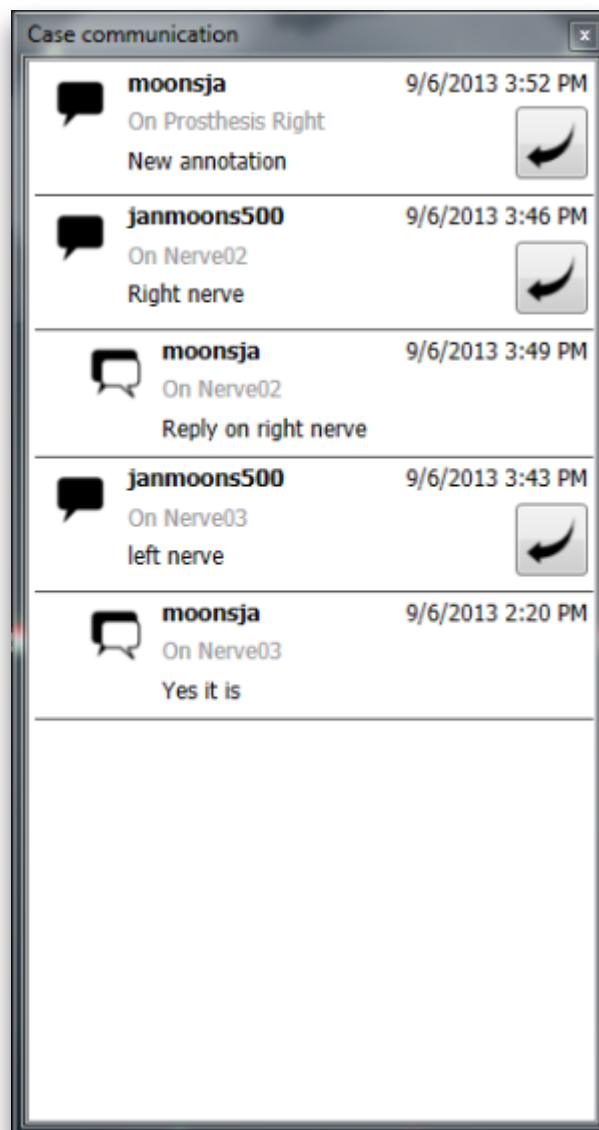 Case communication
moonsja 9/6/2013 3:52 PM
On Prosthesis Right
New annotation
janmoons500 9/6/2013 3:46 PM
On Nerve02
Right nerve
moonsja 9/6/2013 3:49 PM
On Nerve02
Reply on right nerve
janmoons500 9/6/2013 3:43 PM
On Nerve03
left nerve
moonsja 9/6/2013 2:20 PM
On Nerve03
Yes it is